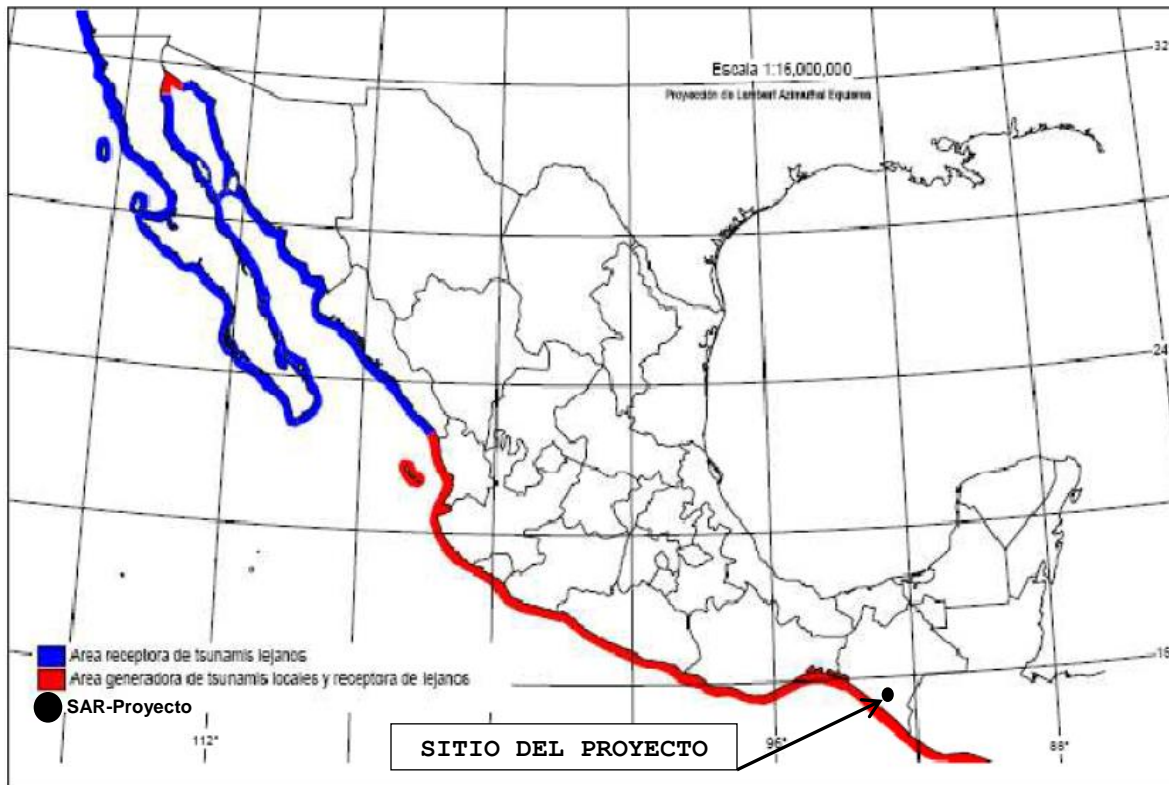 Escala 1:16,000,000
Proyección de Lambert Azimuthal Equiarea
32°
24°
16°
Area receptora de tsunamis lejanos
Area generadora de tsunamis locales y receptora de lejanos
SAR-Proyecto
SITIO DEL PROYECTO
112°
96°
88°